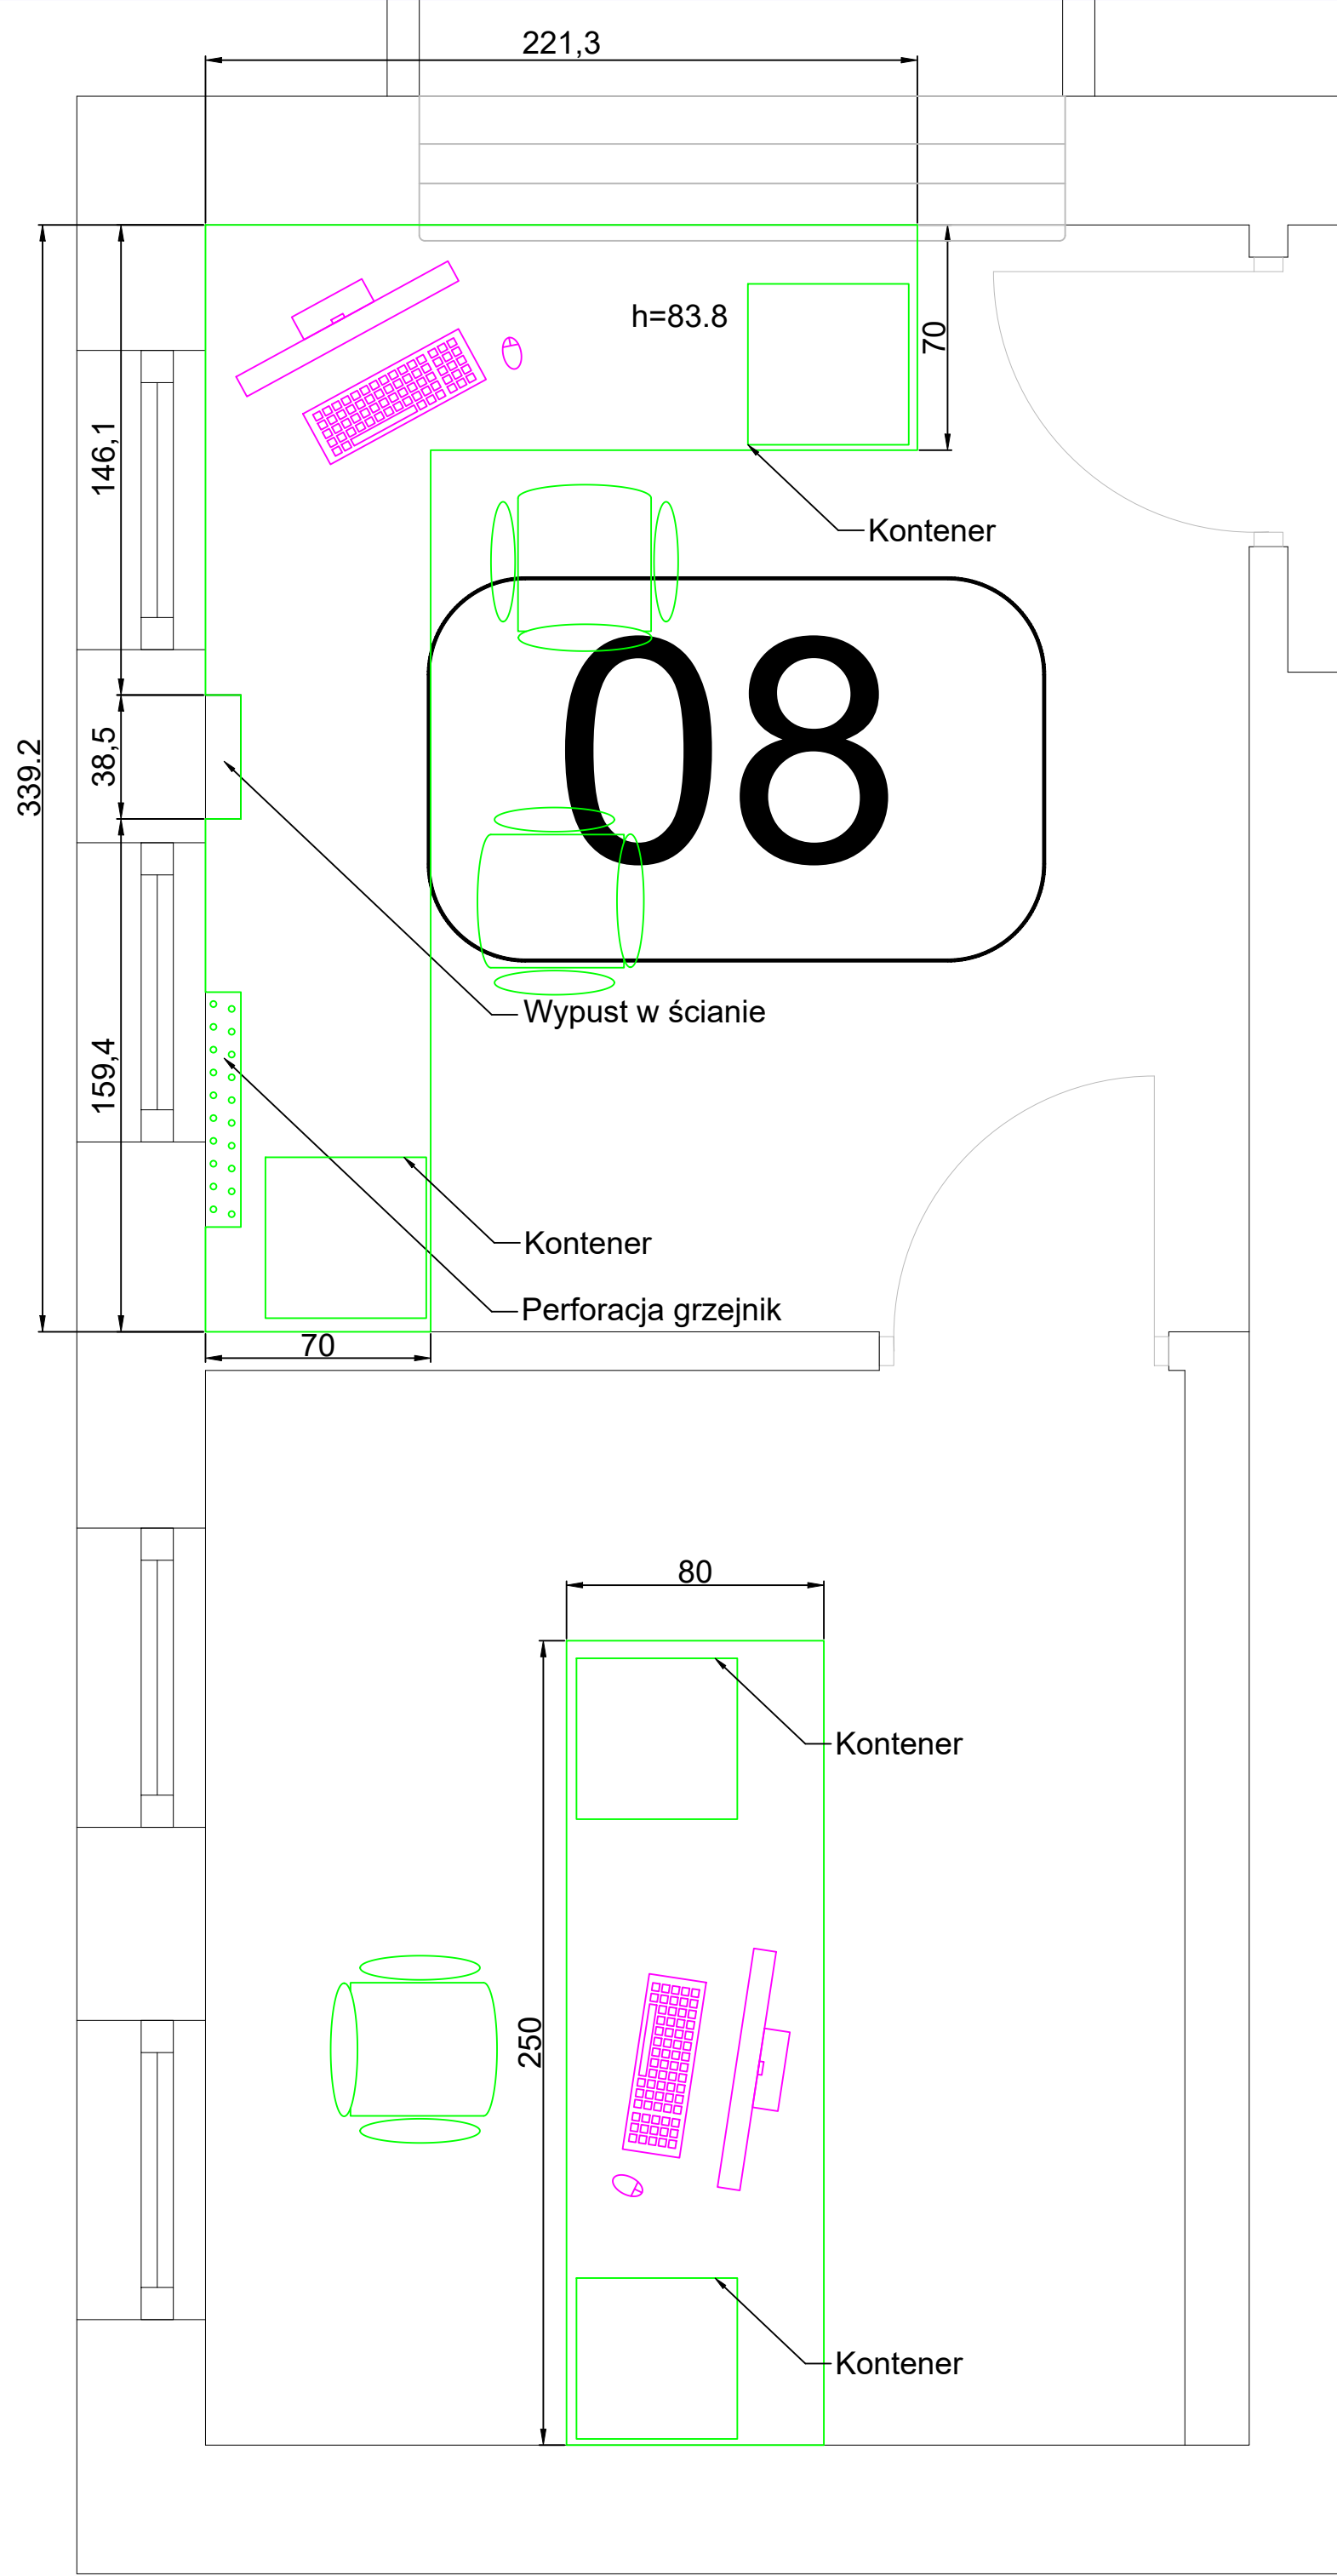 221,3
h=83.8
70
146,1
Kontener
08
38,5
339.2
Wypust w ścianie
159,4
Kontener
Perforacja grzejnik
70
80
Kontener
250
Kontener